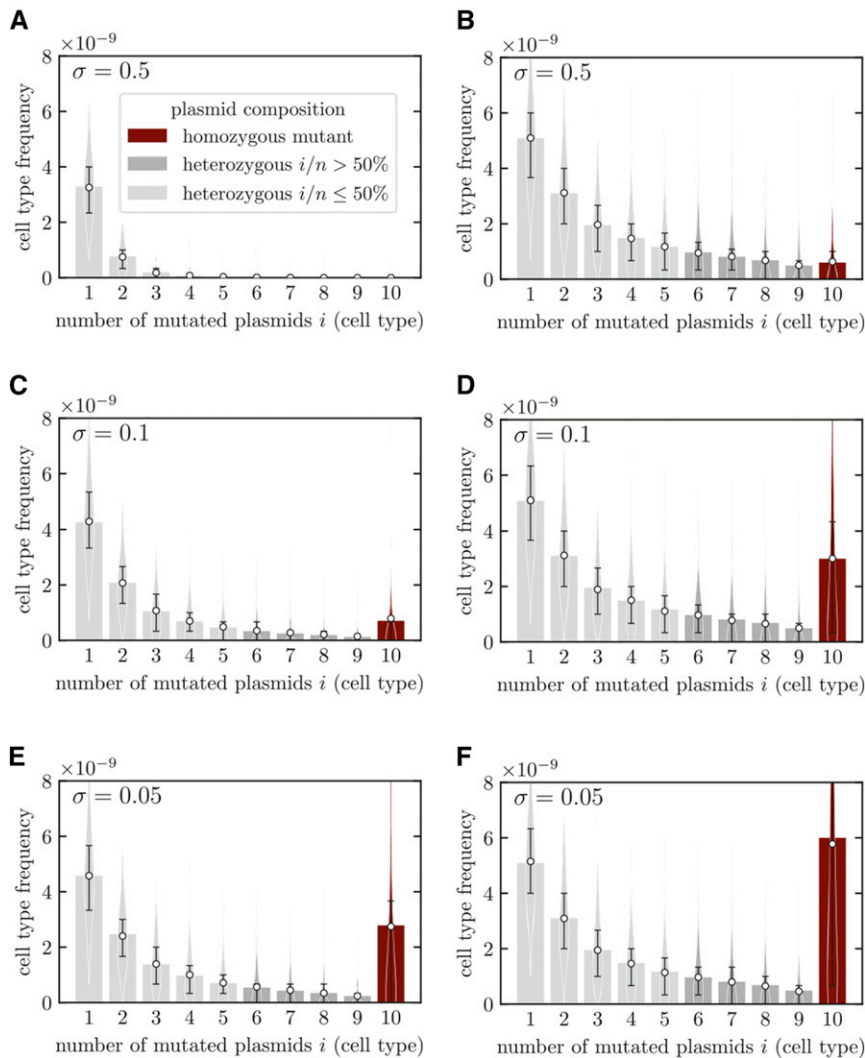 A
×10⁻⁹
σ = 0.5
plasmid composition
homozygous mutant
heterozygous i/n > 50%
heterozygous i/n ≤ 50%
8
6
4
2
0
cell type frequency
1 2 3 4 5 6 7 8 9 10
number of mutated plasmids i (cell type)
B
×10⁻⁹
σ = 0.5
8
6
4
2
0
cell type frequency
1 2 3 4 5 6 7 8 9 10
number of mutated plasmids i (cell type)
C
×10⁻⁹
σ = 0.1
8
6
4
2
0
cell type frequency
1 2 3 4 5 6 7 8 9 10
number of mutated plasmids i (cell type)
D
×10⁻⁹
σ = 0.1
8
6
4
2
0
cell type frequency
1 2 3 4 5 6 7 8 9 10
number of mutated plasmids i (cell type)
E
×10⁻⁹
σ = 0.05
8
6
4
2
0
cell type frequency
1 2 3 4 5 6 7 8 9 10
number of mutated plasmids i (cell type)
F
×10⁻⁹
σ = 0.05
8
6
4
2
0
cell type frequency
1 2 3 4 5 6 7 8 9 10
number of mutated plasmids i (cell type)